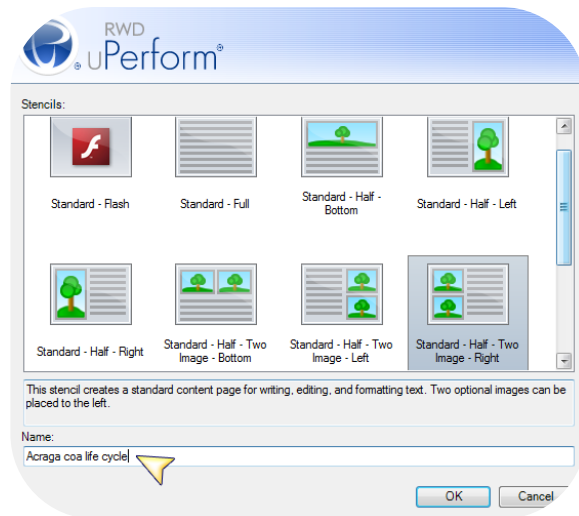 RWD
uPerform®
Stencils:
Standard - Flash
Standard - Full
Standard - Half -
Bottom
Standard - Half - Left
Standard - Half - Right
Standard - Half - Two
Image - Bottom
Standard - Half - Two
Image - Left
Standard - Half - Two
Image - Right
This stencil creates a standard content page for writing, editing, and formatting text. Two optional images can be
placed to the left.
Name:
Acraga coa life cycle
OK
Cancel